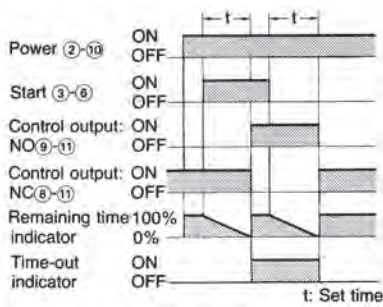 t t
Power ②-⑩ ON
OFF
Start ③-⑥ ON
OFF
Control output: ON
NO⑨-⑪ OFF
Control output: ON
NC⑧-⑪ OFF
Remaining time 100%
indicator 0%
Time-out ON
indicator OFF
t: Set time